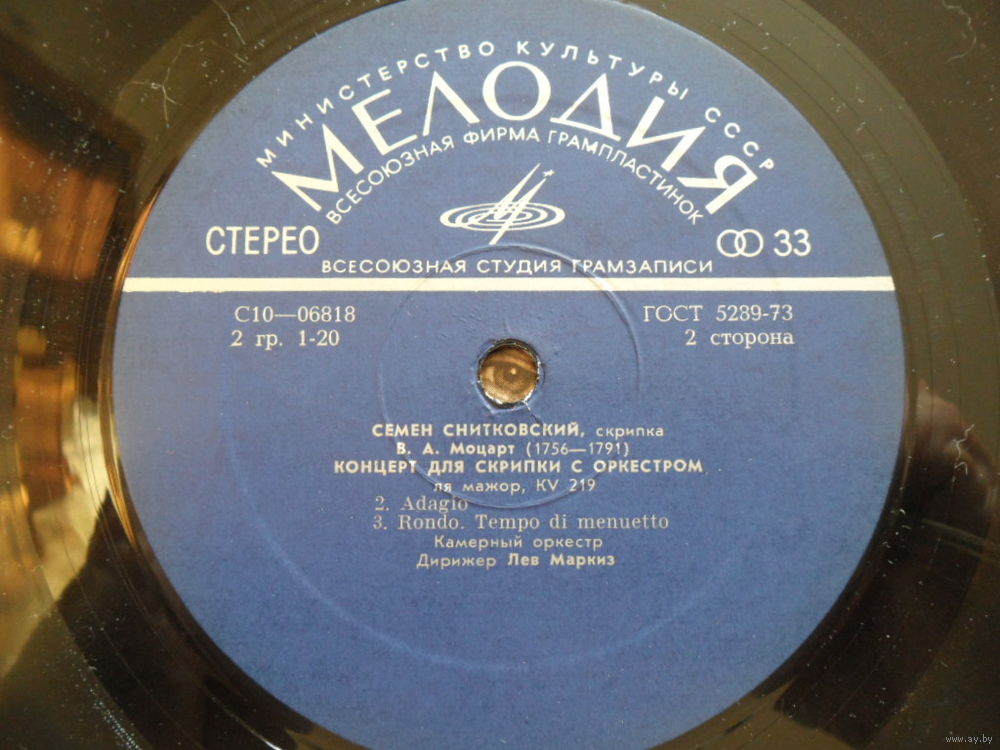 МИНИСТЕРСТВО КУЛЬТУРЫ СССР
МЕЛОДИЯ
ВСЕСОЮЗНАЯ ФИРМА ГРАМПЛАСТИНОК
СТЕРЕО
33
ВСЕСОЮЗНАЯ СТУДИЯ ГРАМЗАПИСИ
С10—06818
ГОСТ 5289-73
2 гр. 1-20
2 сторона
СЕМЕН СНИТКОВСКИЙ, скрипка
В. А. Моцарт (1756—1791)
КОНЦЕРТ ДЛЯ СКРИПКИ С ОРКЕСТРОМ
ля мажор, KV 219
2. Adagio
3. Rondo. Tempo di menuetto
Камерный оркестр
Дирижер Лев Маркиз
www.ay.by